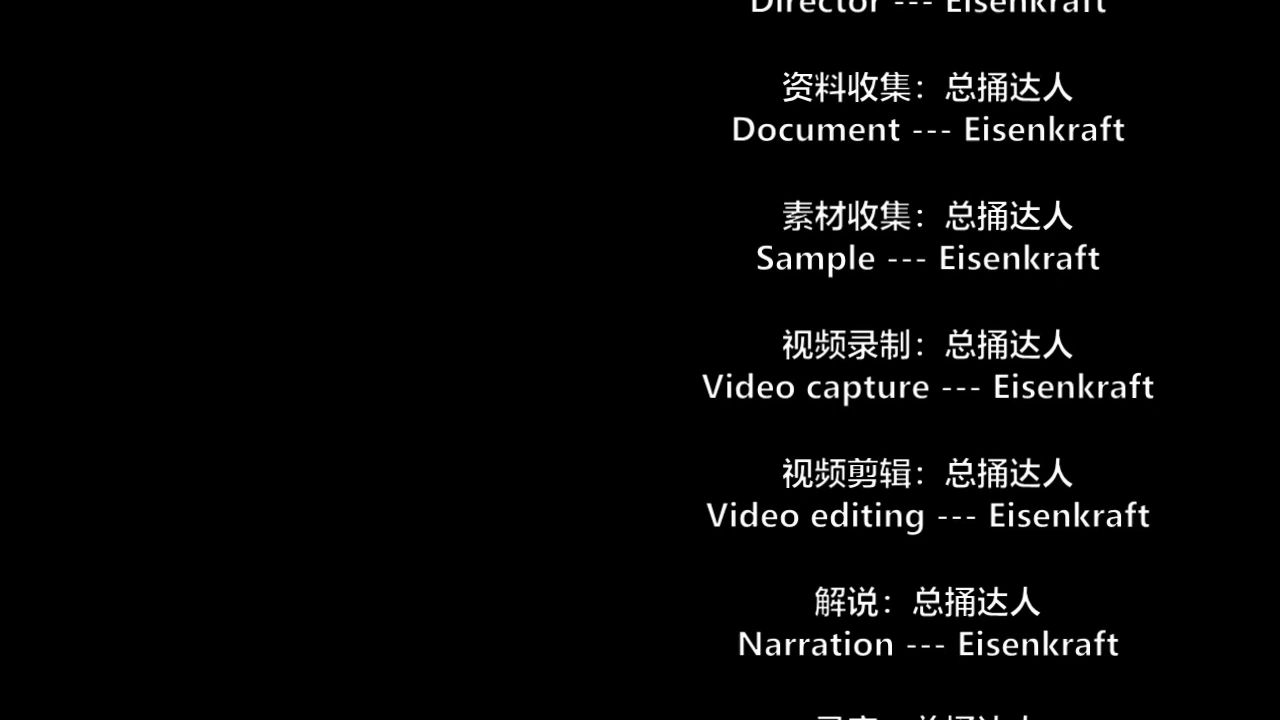 Director --- Eisenkraft
资料收集：总捅达人
Document --- Eisenkraft
素材收集：总捅达人
Sample --- Eisenkraft
视频录制：总捅达人
Video capture --- Eisenkraft
视频剪辑：总捅达人
Video editing --- Eisenkraft
解说：总捅达人
Narration --- Eisenkraft